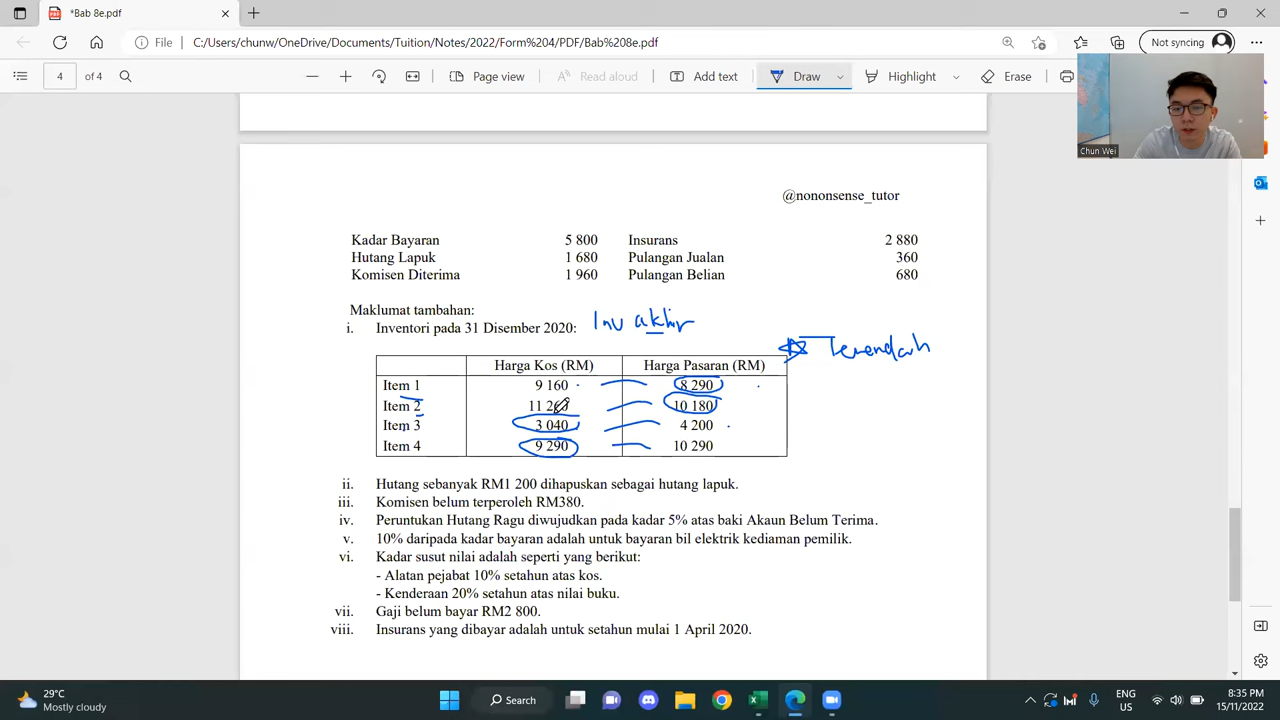 *Bab 8e.pdf
File C:/Users/chunw/OneDrive/Documents/Tuition/Notes/2022/Form%204/PDF/Bab%208e.pdf
Not syncing
4 of 4
Page view
Read aloud
Add text
Draw
Highlight
Erase
Chun Wei
@nononsense_tutor
Kadar Bayaran 5 800 Insurans 2 880
Hutang Lapuk 1 680 Pulangan Jualan 360
Komisen Diterima 1 960 Pulangan Belian 680
Maklumat tambahan:
i. Inventori pada 31 Disember 2020: Inv akhir
Terendah
Harga Kos (RM) Harga Pasaran (RM)
Item 1 9 160 8 290
Item 2 11 260 10 180
Item 3 3 040 4 200
Item 4 9 290 10 290
ii. Hutang sebanyak RM1 200 dihapuskan sebagai hutang lapuk.
iii. Komisen belum terperoleh RM380.
iv. Peruntukan Hutang Ragu diwujudkan pada kadar 5% atas baki Akaun Belum Terima.
v. 10% daripada kadar bayaran adalah untuk bayaran bil elektrik kediaman pemilik.
vi. Kadar susut nilai adalah seperti yang berikut:
- Alatan pejabat 10% setahun atas kos.
- Kenderaan 20% setahun atas nilai buku.
vii. Gaji belum bayar RM2 800.
viii. Insurans yang dibayar adalah untuk setahun mulai 1 April 2020.
29°C
Mostly cloudy
Search
ENG
US
8:35 PM
15/11/2022